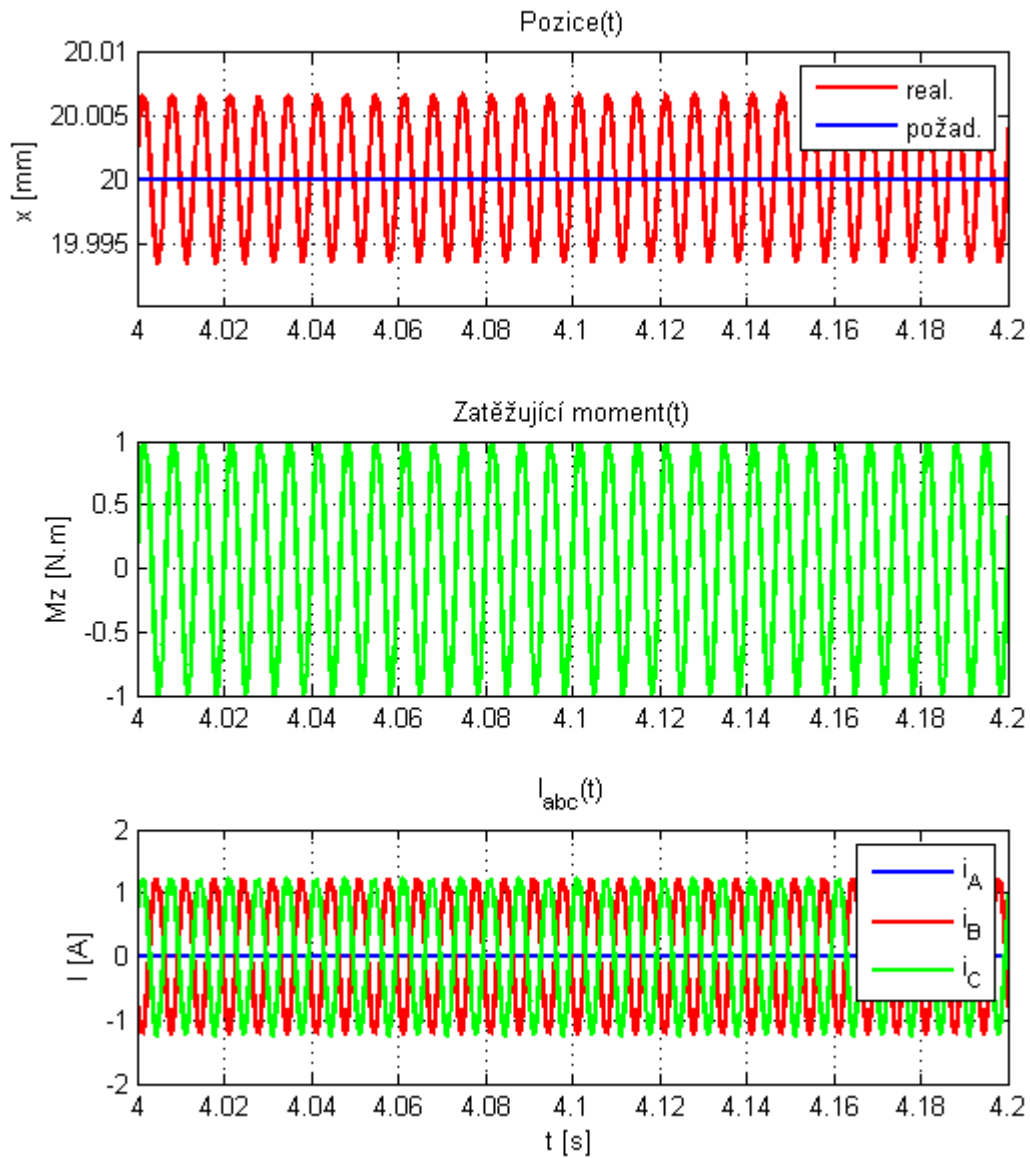 Pozice(t)
20.01
20.005
20
19.995
x [mm]
real.
požad.
4 4.02 4.04 4.06 4.08 4.1 4.12 4.14 4.16 4.18 4.2
Zatěžující moment(t)
1
0.5
0
-0.5
-1
Mz [N.m]
4 4.02 4.04 4.06 4.08 4.1 4.12 4.14 4.16 4.18 4.2
I_abc(t)
2
1
0
-1
-2
I [A]
i_A
i_B
i_C
4 4.02 4.04 4.06 4.08 4.1 4.12 4.14 4.16 4.18 4.2
t [s]